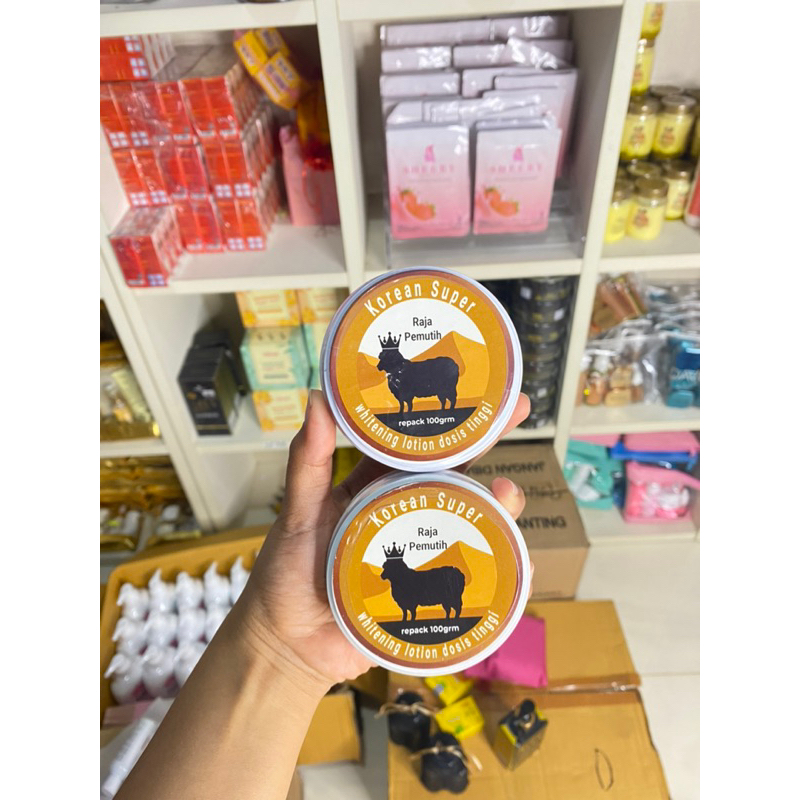 Korean Super
Raja
Pemutih
repack 100grm
whitening lotion dosis tinggi
Korean Super
Raja
Pemutih
repack 100grm
whitening lotion dosis tinggi